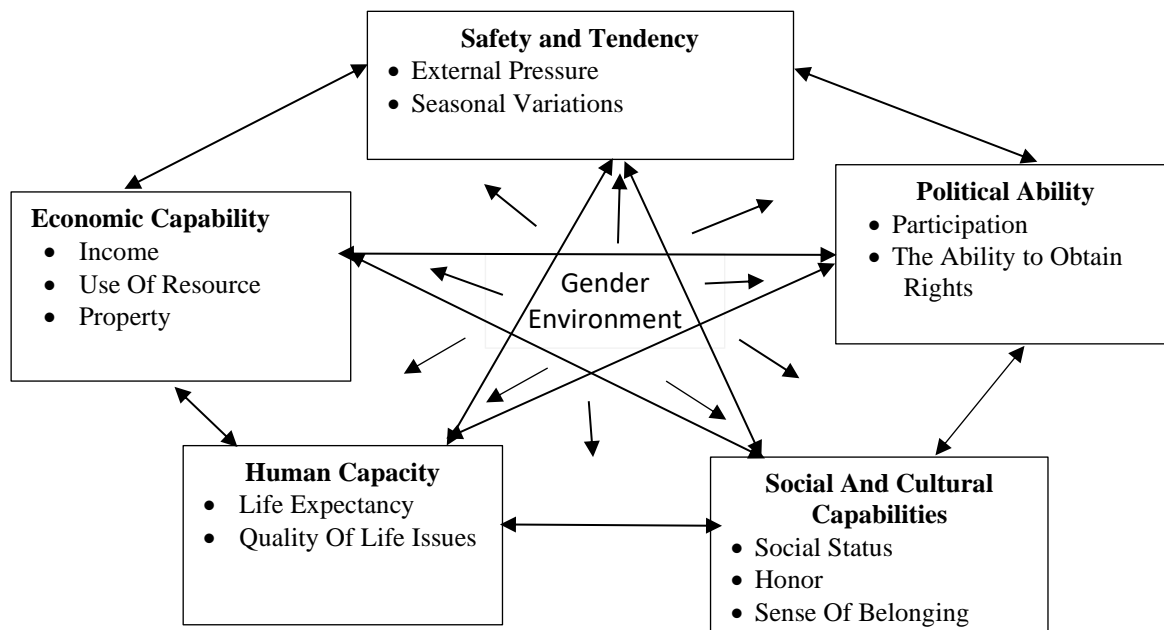 Safety and Tendency
• External Pressure
• Seasonal Variations
Economic Capability
• Income
• Use Of Resource
• Property
Political Ability
• Participation
• The Ability to Obtain
Rights
Gender
Environment
Human Capacity
• Life Expectancy
• Quality Of Life Issues
Social And Cultural
Capabilities
• Social Status
• Honor
• Sense Of Belonging